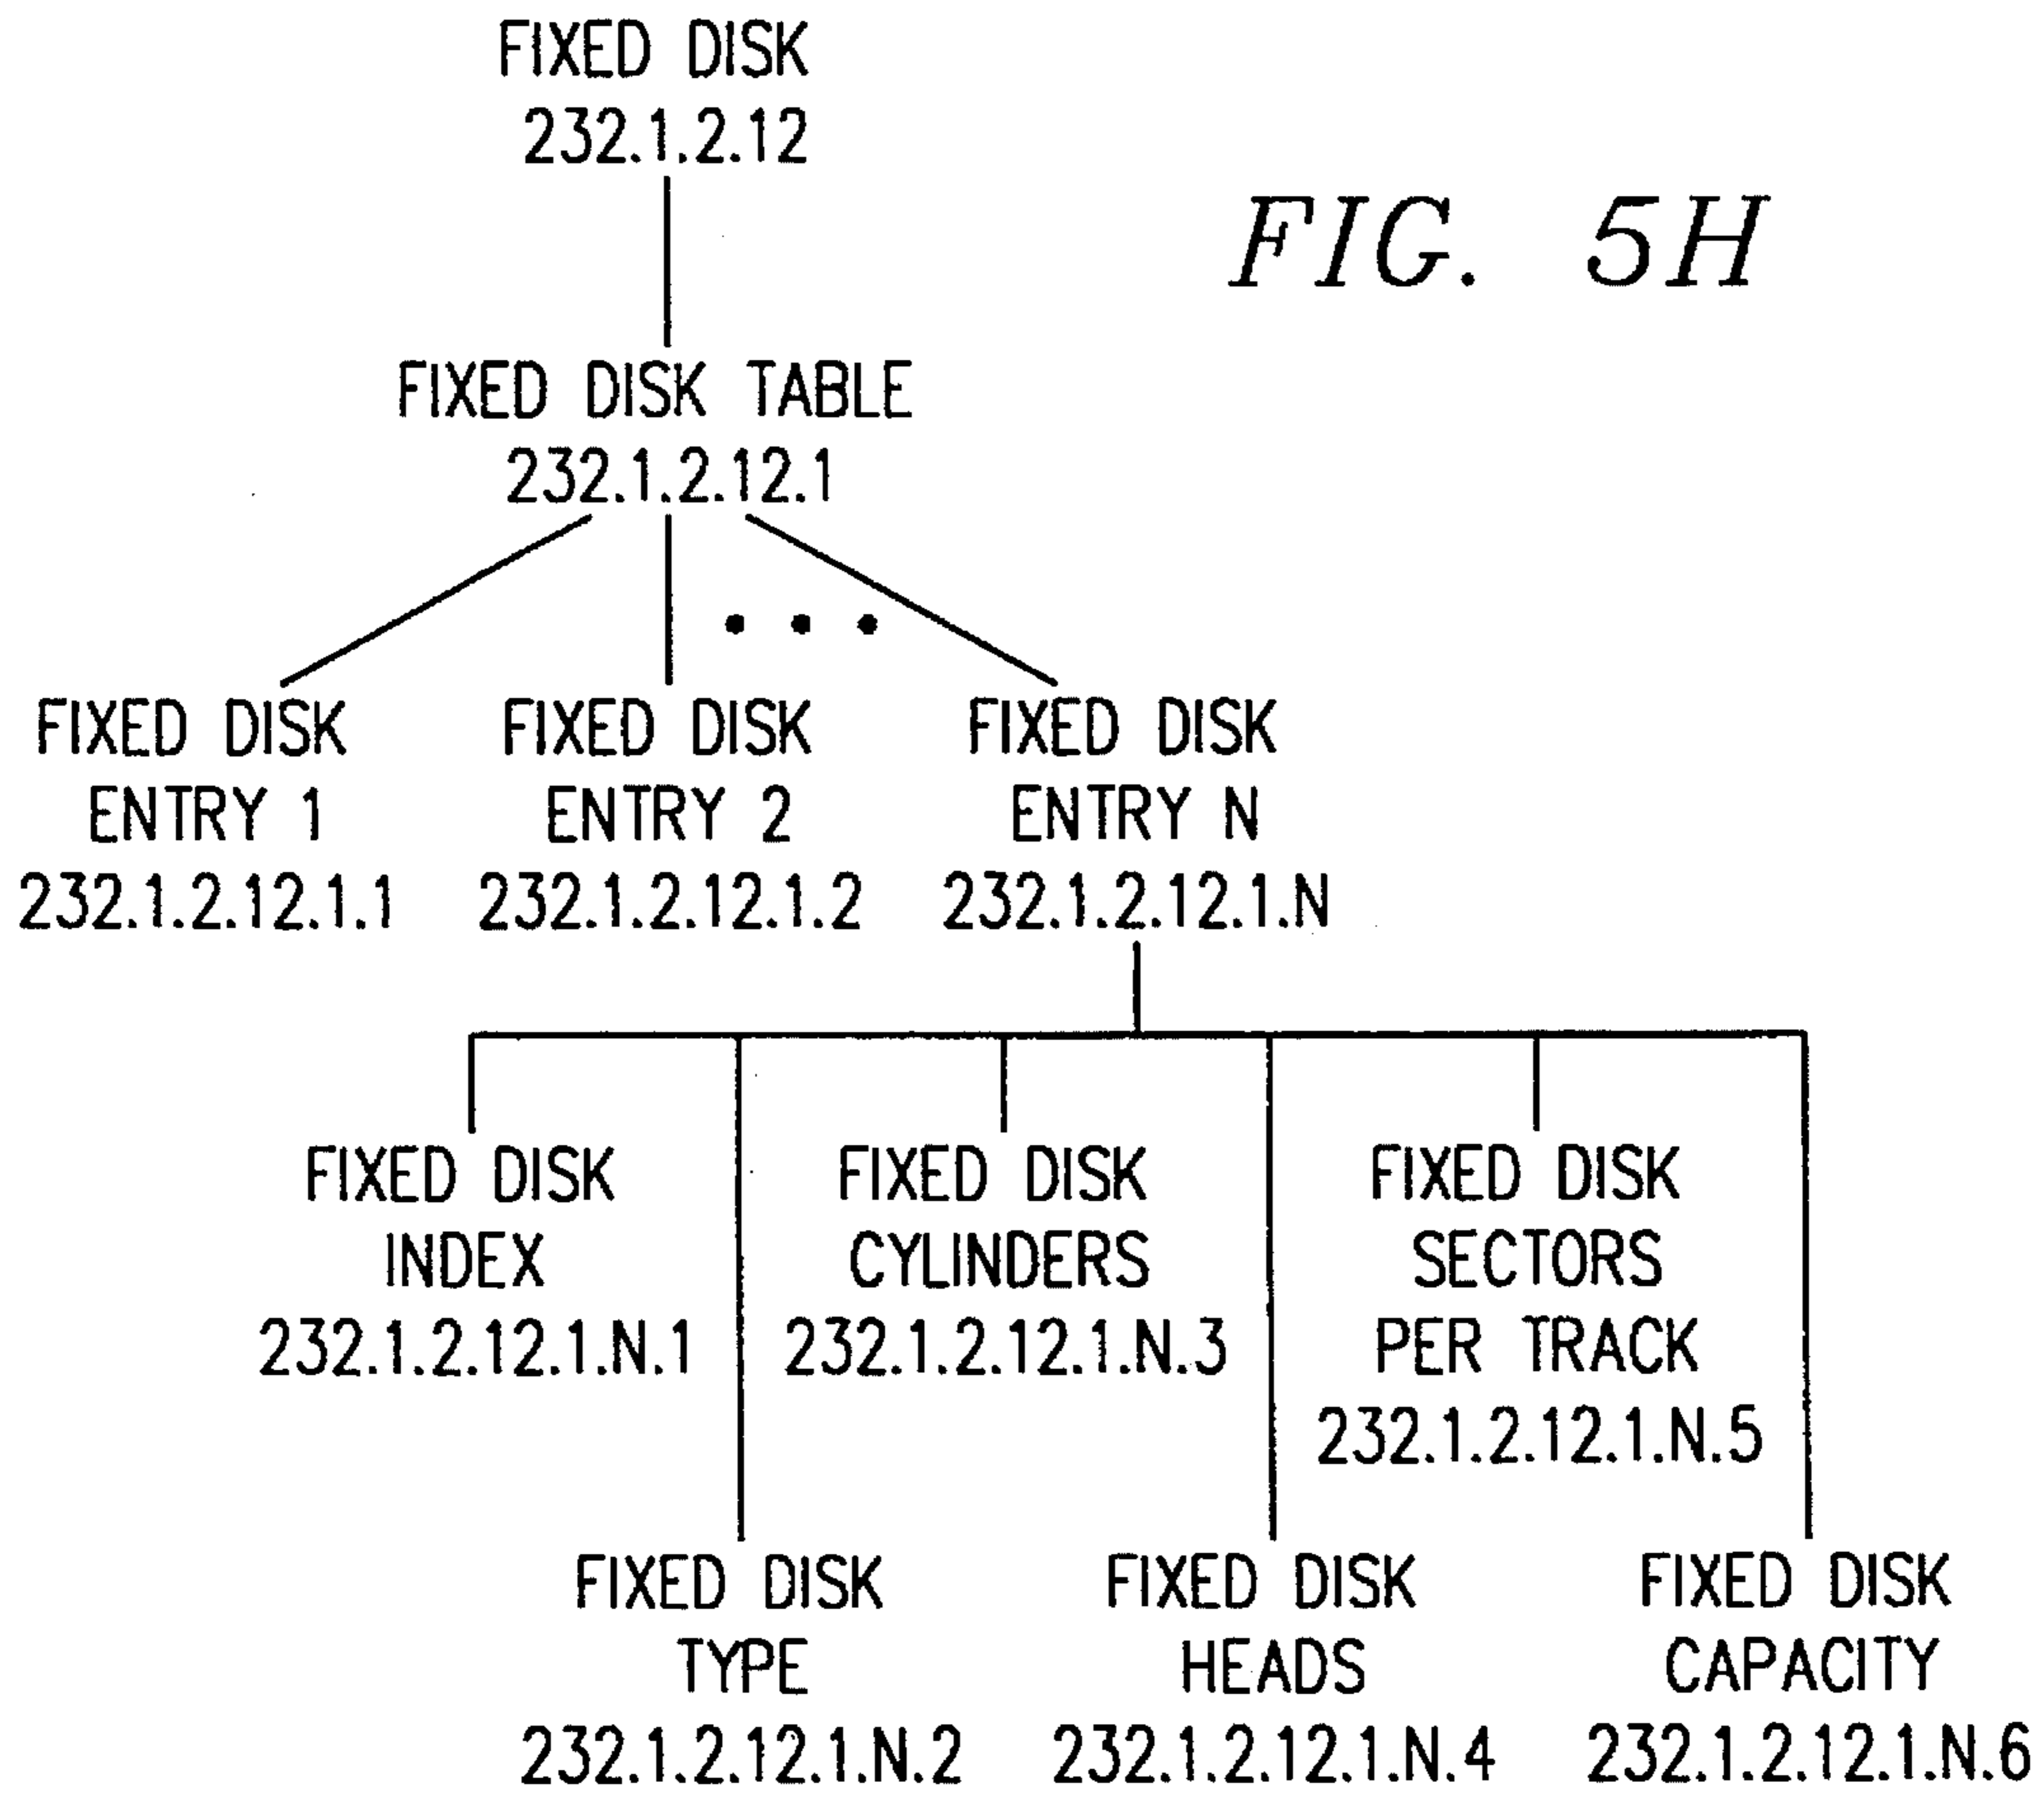 FIXED DISK
232.1.2.12
FIG. 5H
FIXED DISK TABLE
232.1.2.12.1
FIXED DISK
ENTRY 1
232.1.2.12.1.1
FIXED DISK
ENTRY 2
232.1.2.12.1.2
FIXED DISK
ENTRY N
232.1.2.12.1.N
FIXED DISK
INDEX
232.1.2.12.1.N.1
FIXED DISK
CYLINDERS
232.1.2.12.1.N.3
FIXED DISK
SECTORS
PER TRACK
232.1.2.12.1.N.5
FIXED DISK
TYPE
232.1.2.12.1.N.2
FIXED DISK
HEADS
232.1.2.12.1.N.4
FIXED DISK
CAPACITY
232.1.2.12.1.N.6